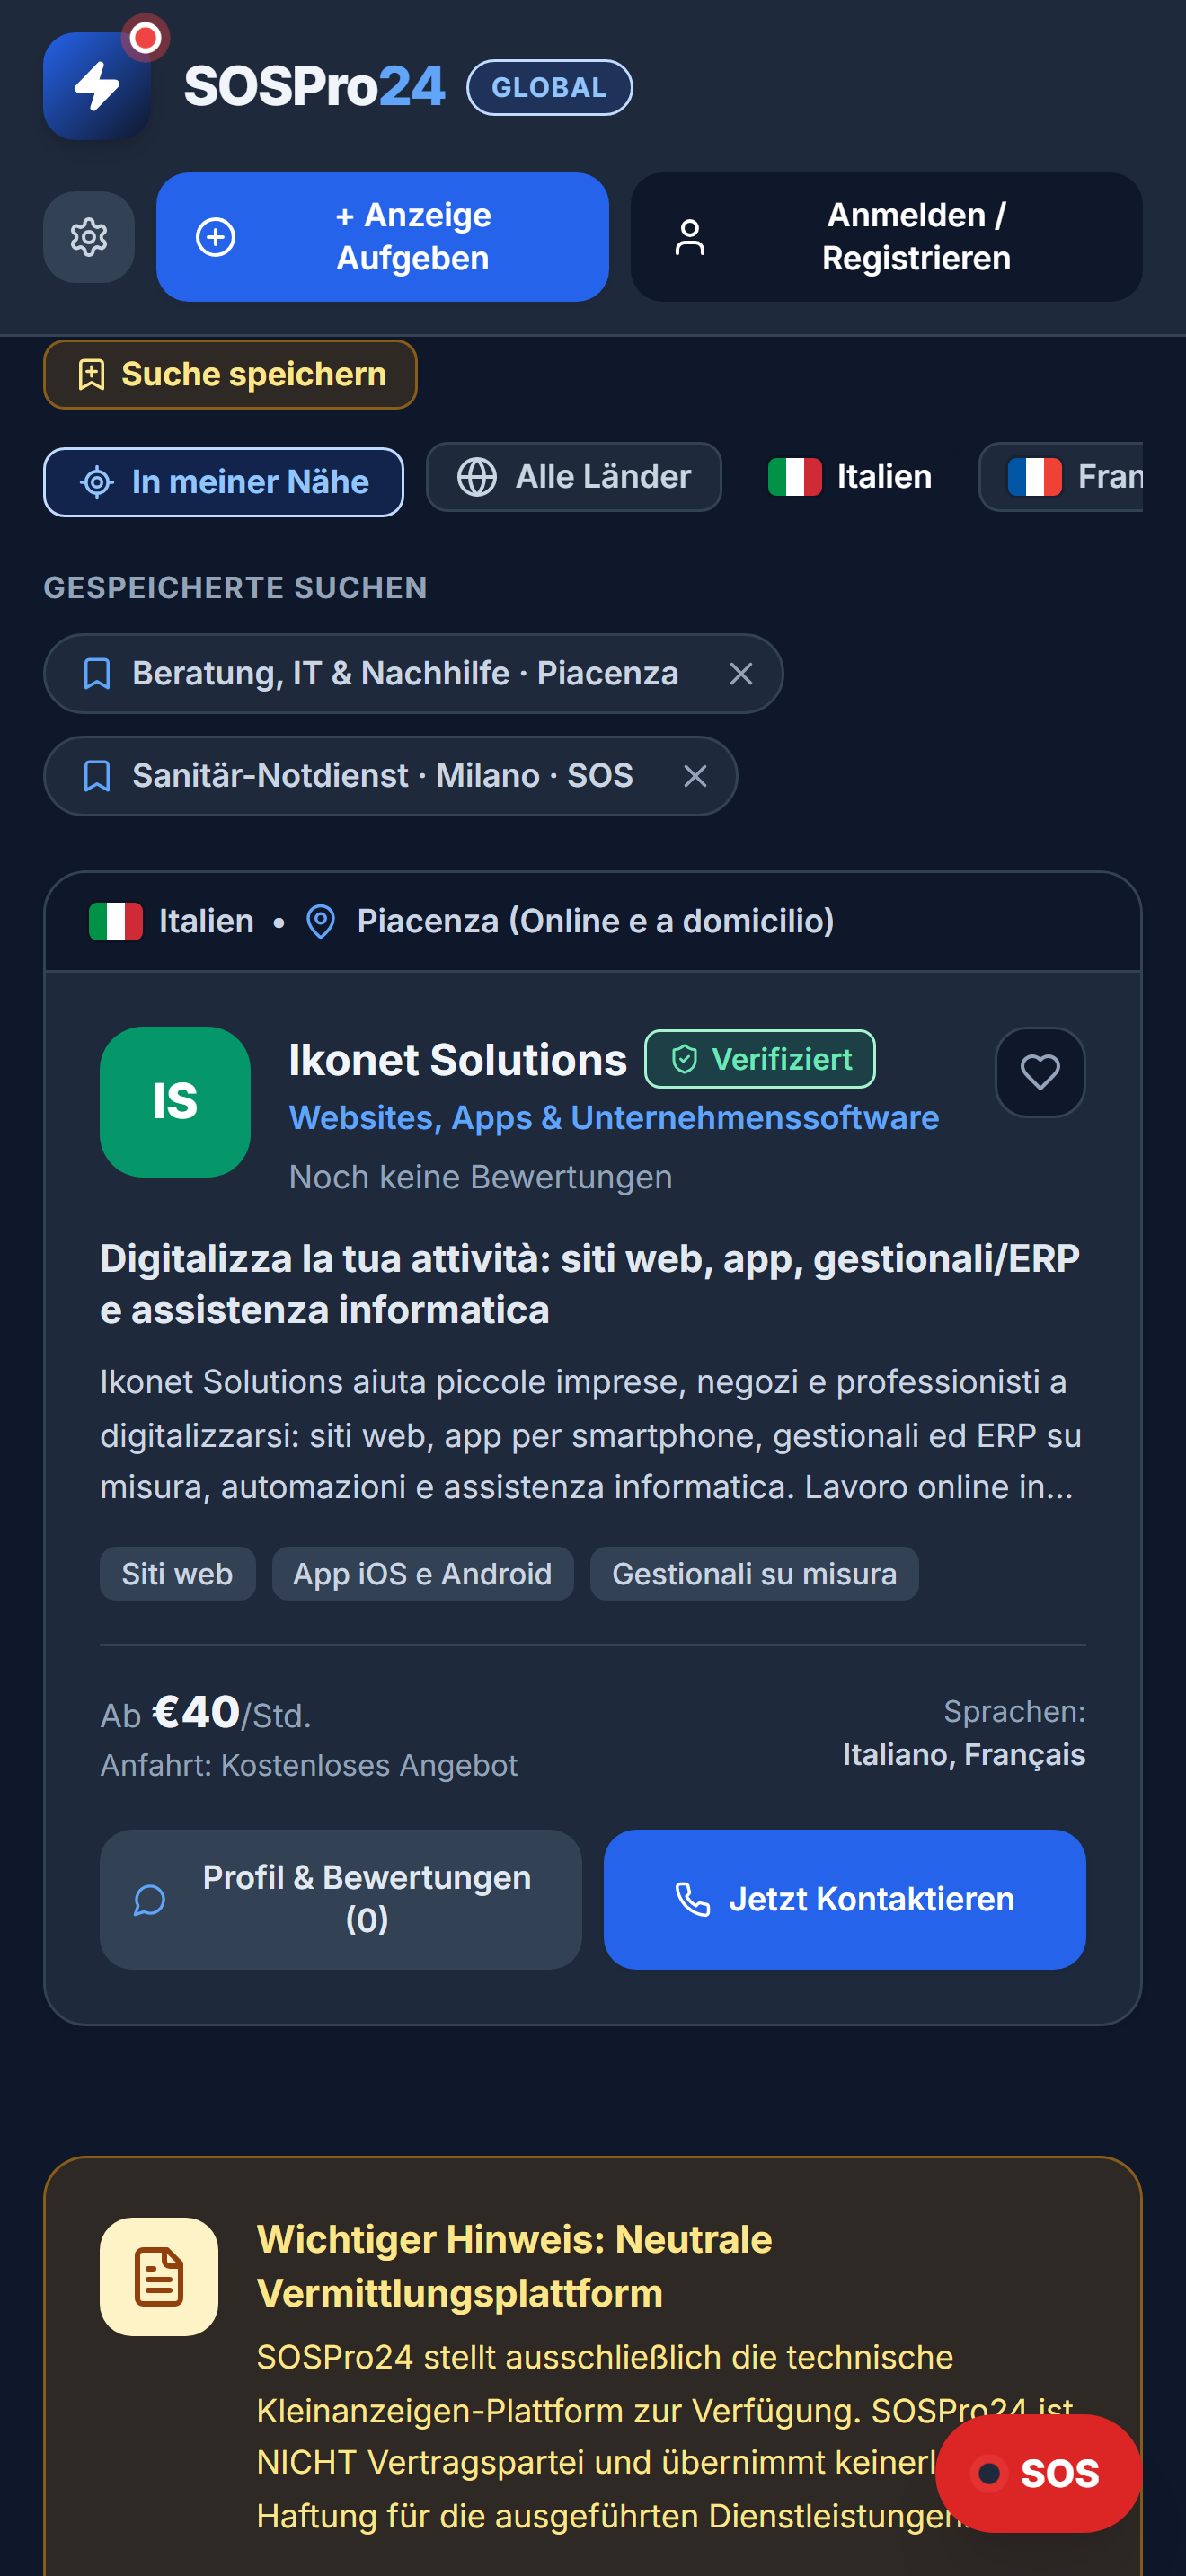 SOSPro24 GLOBAL
+ Anzeige
Aufgeben
Anmelden /
Registrieren
Suche speichern
In meiner Nähe
Alle Länder
Italien
Fran
GESPEICHERTE SUCHEN
Beratung, IT & Nachhilfe · Piacenza
Sanitär-Notdienst · Milano · SOS
Italien • Piacenza (Online e a domicilio)
IS
Ikonet Solutions
Verifiziert
Websites, Apps & Unternehmenssoftware
Noch keine Bewertungen
Digitalizza la tua attività: siti web, app, gestionali/ERP
e assistenza informatica
Ikonet Solutions aiuta piccole imprese, negozi e professionisti a
digitalizzarsi: siti web, app per smartphone, gestionali ed ERP su
misura, automazioni e assistenza informatica. Lavoro online in...
Siti web
App iOS e Android
Gestionali su misura
Ab €40/Std.
Anfahrt: Kostenloses Angebot
Sprachen:
Italiano, Français
Profil & Bewertungen
(0)
Jetzt Kontaktieren
Wichtiger Hinweis: Neutrale
Vermittlungsplattform
SOSPro24 stellt ausschließlich die technische
Kleinanzeigen-Plattform zur Verfügung. SOSPro24 ist
NICHT Vertragspartei und übernimmt keinerl
Haftung für die ausgeführten Dienstleistungen.
SOS